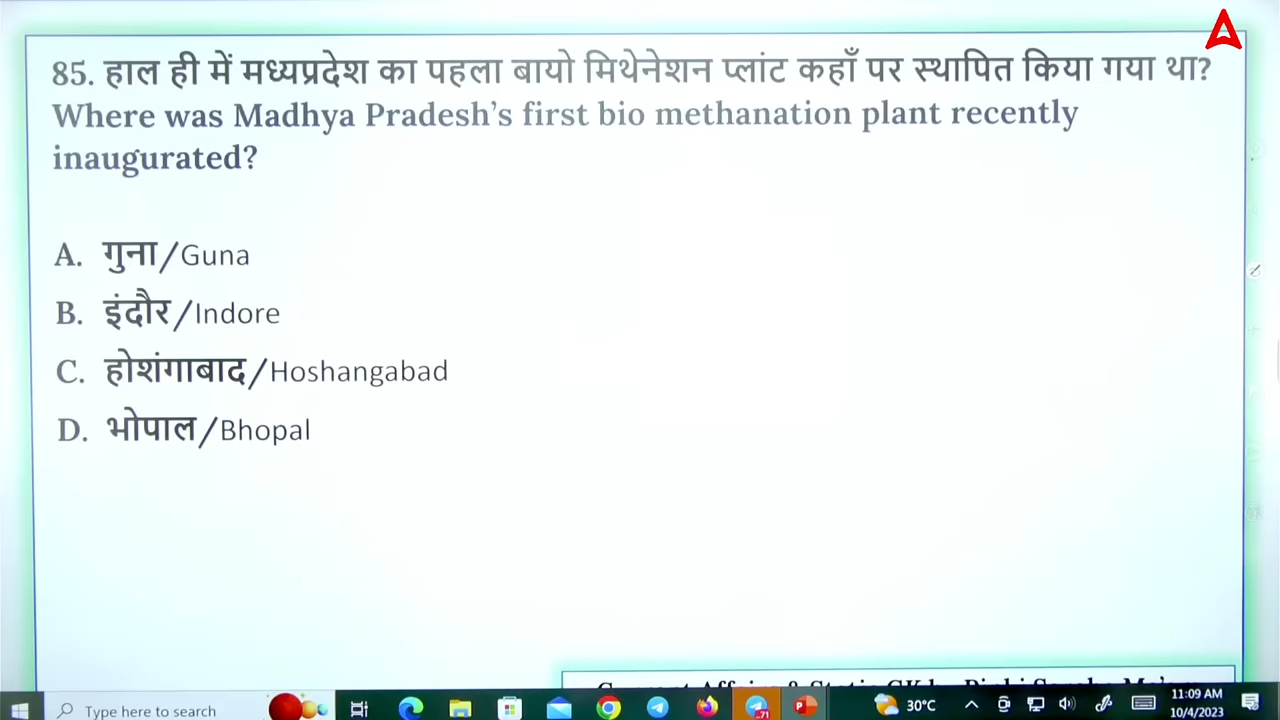 85. हाल ही में मध्यप्रदेश का पहला बायो मिथेनेशन प्लांट कहाँ पर स्थापित किया गया था?
Where was Madhya Pradesh's first bio methanation plant recently
inaugurated?
A. गुना/Guna
B. इंदौर/Indore
C. होशंगाबाद/Hoshangabad
D. भोपाल/Bhopal
Type here to search
71
30°C
11:09 AM
10/4/2023